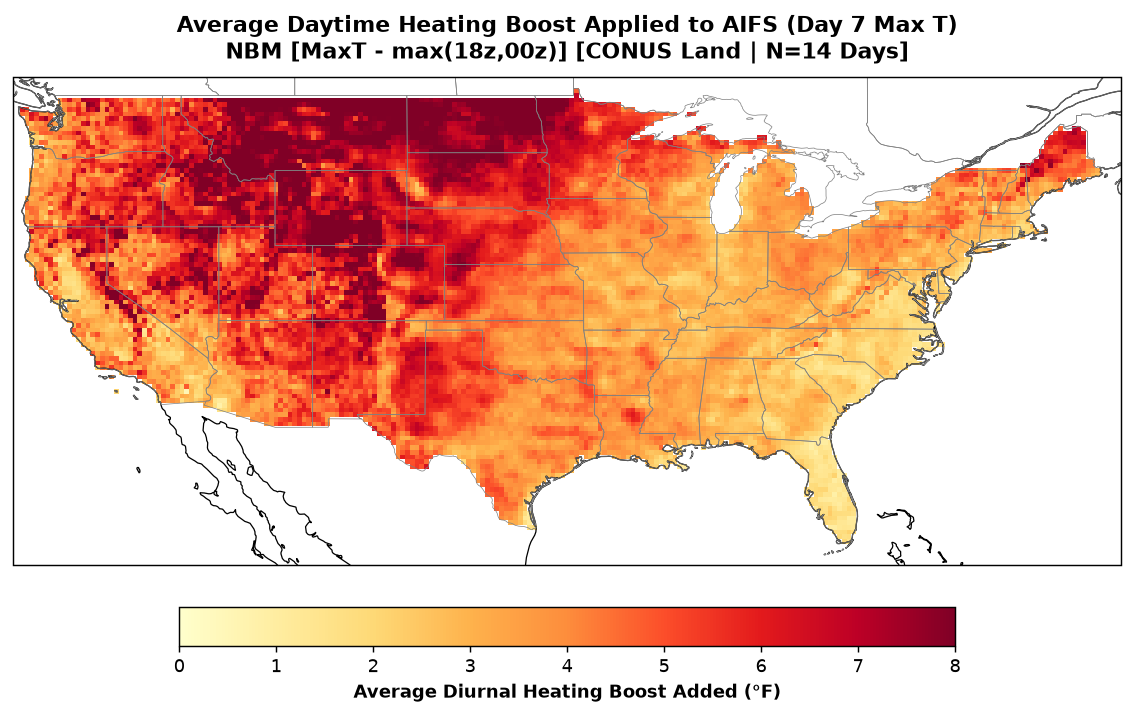 Average Daytime Heating Boost Applied to AIFS (Day 7 Max T)
NBM [MaxT - max(18z,00z)] [CONUS Land | N=14 Days]
0 1 2 3 4 5 6 7 8
Average Diurnal Heating Boost Added (°F)